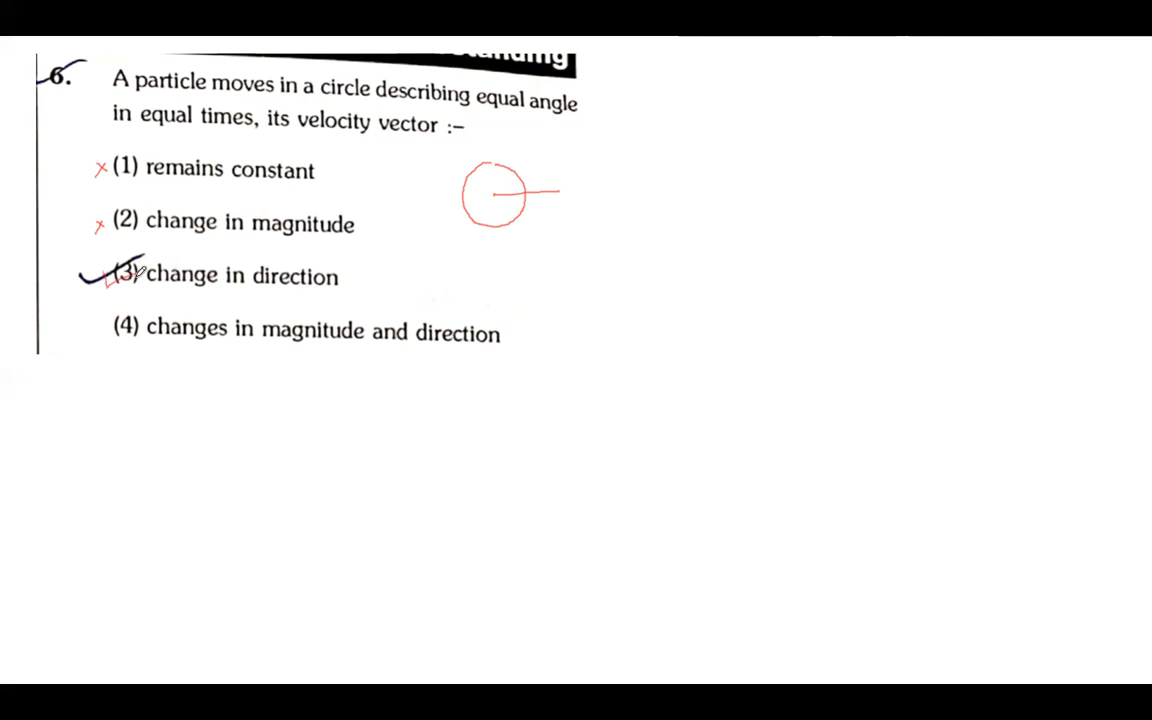 6. A particle moves in a circle describing equal angle
in equal times, its velocity vector :–
(1) remains constant
(2) change in magnitude
(3) change in direction
(4) changes in magnitude and direction